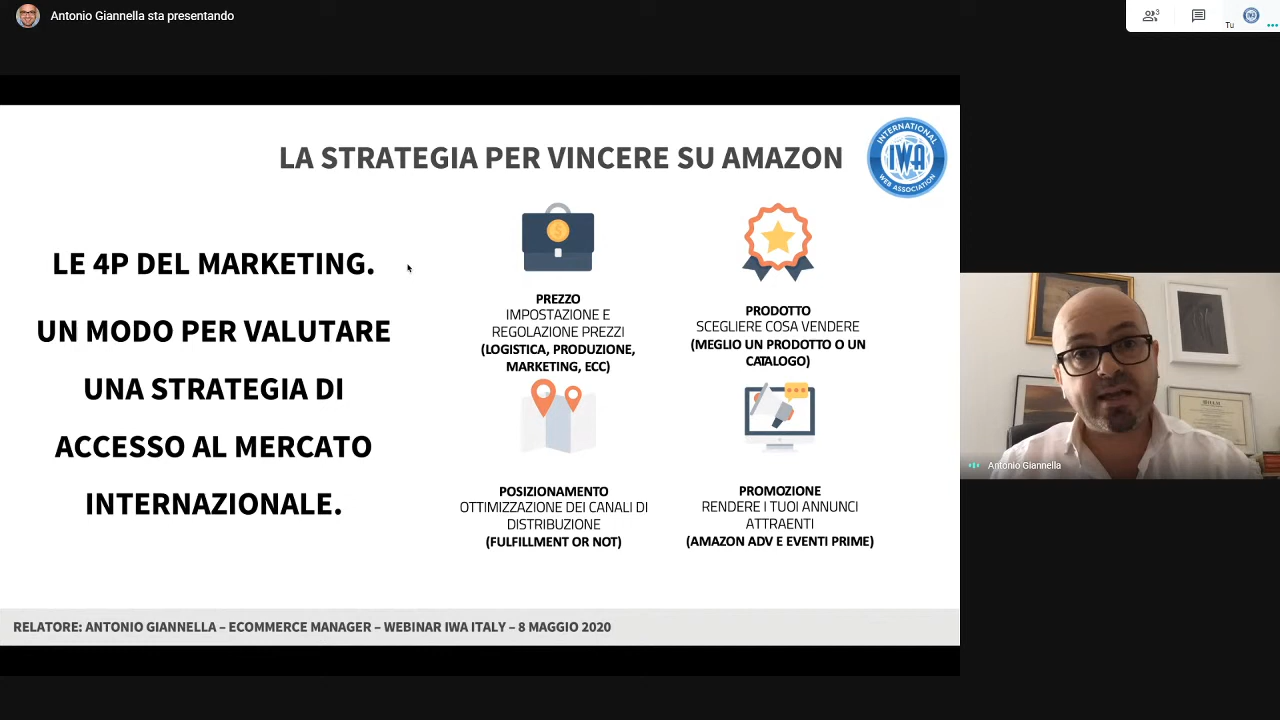 Antonio Giannella sta presentando
3
Tu
LA STRATEGIA PER VINCERE SU AMAZON
INTERNATIONAL
IWA
WEB ASSOCIATION
LE 4P DEL MARKETING.
UN MODO PER VALUTARE
UNA STRATEGIA DI
ACCESSO AL MERCATO
INTERNAZIONALE.
PREZZO
IMPOSTAZIONE E
REGOLAZIONE PREZZI
(LOGISTICA, PRODUZIONE,
MARKETING, ECC)
PRODOTTO
SCEGLIERE COSA VENDERE
(MEGLIO UN PRODOTTO O UN
CATALOGO)
POSIZIONAMENTO
OTTIMIZZAZIONE DEI CANALI DI
DISTRIBUZIONE
(FULFILLMENT OR NOT)
PROMOZIONE
RENDERE I TUOI ANNUNCI
ATTRAENTI
(AMAZON ADV E EVENTI PRIME)
Antonio Giannella
RELATORE: ANTONIO GIANNELLA – ECOMMERCE MANAGER – WEBINAR IWA ITALY – 8 MAGGIO 2020